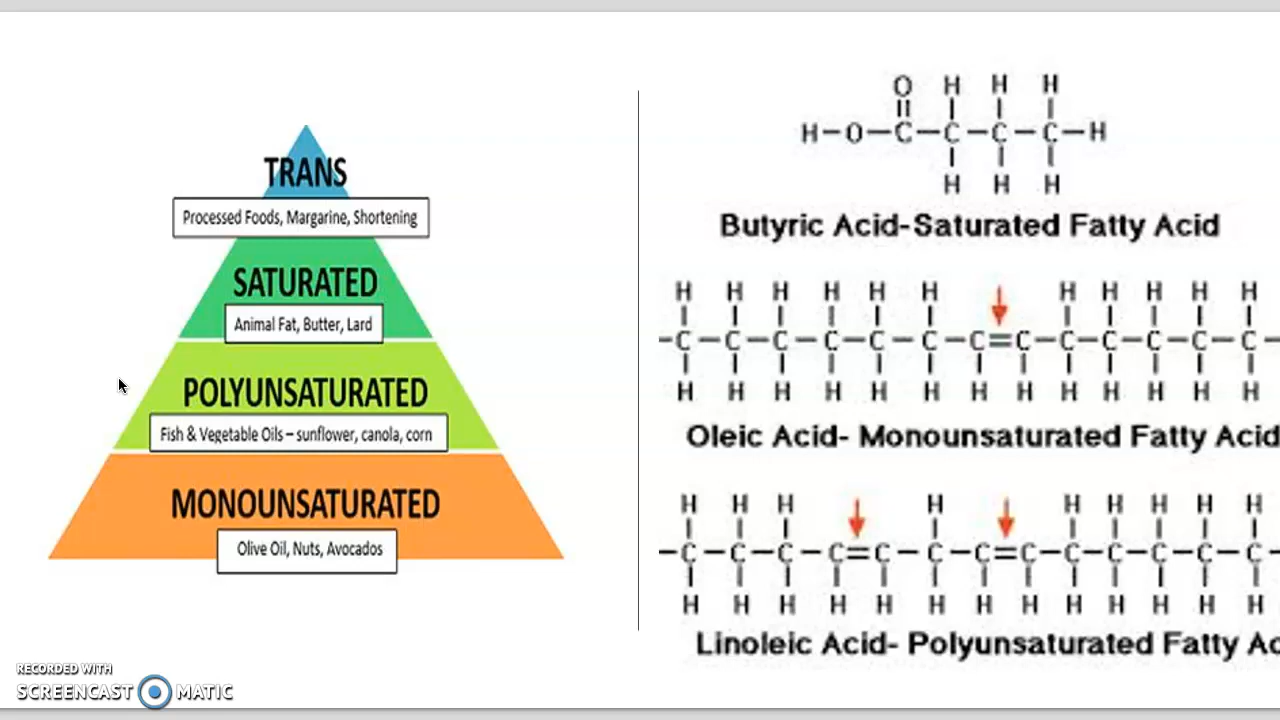 TRANS
Processed Foods, Margarine, Shortening
SATURATED
Animal Fat, Butter, Lard
POLYUNSATURATED
Fish & Vegetable Oils – sunflower, canola, corn
MONOUNSATURATED
Olive Oil, Nuts, Avocados
O H H H
H-O-C-C-C-C-H
H H H
Butyric Acid-Saturated Fatty Acid
H H H H H H H H H H H
-C-C-C-C-C-C-C=C-C-C-C-C-C-
H H H H H H H H H H H H H
Oleic Acid- Monounsaturated Fatty Acid
H H H H H H H H H
-C-C-C-C=C-C-C=C-C-C-C-C-C-
H H H H H H H H H H H H H
Linoleic Acid- Polyunsaturated Fatty Ac
RECORDED WITH
SCREENCAST MATIC